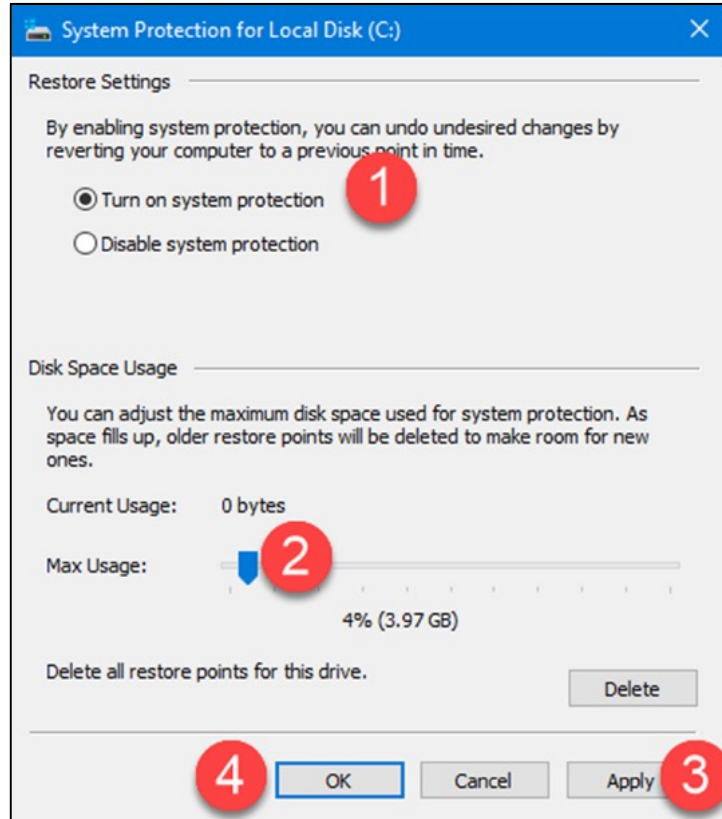 System Protection for Local Disk (C:)
Restore Settings
By enabling system protection, you can undo undesired changes by
reverting your computer to a previous point in time.
1
Turn on system protection
Disable system protection
Disk Space Usage
You can adjust the maximum disk space used for system protection. As
space fills up, older restore points will be deleted to make room for new
ones.
Current Usage: 0 bytes
Max Usage: 2
4% (3.97 GB)
Delete all restore points for this drive.
Delete
4 OK Cancel Apply 3